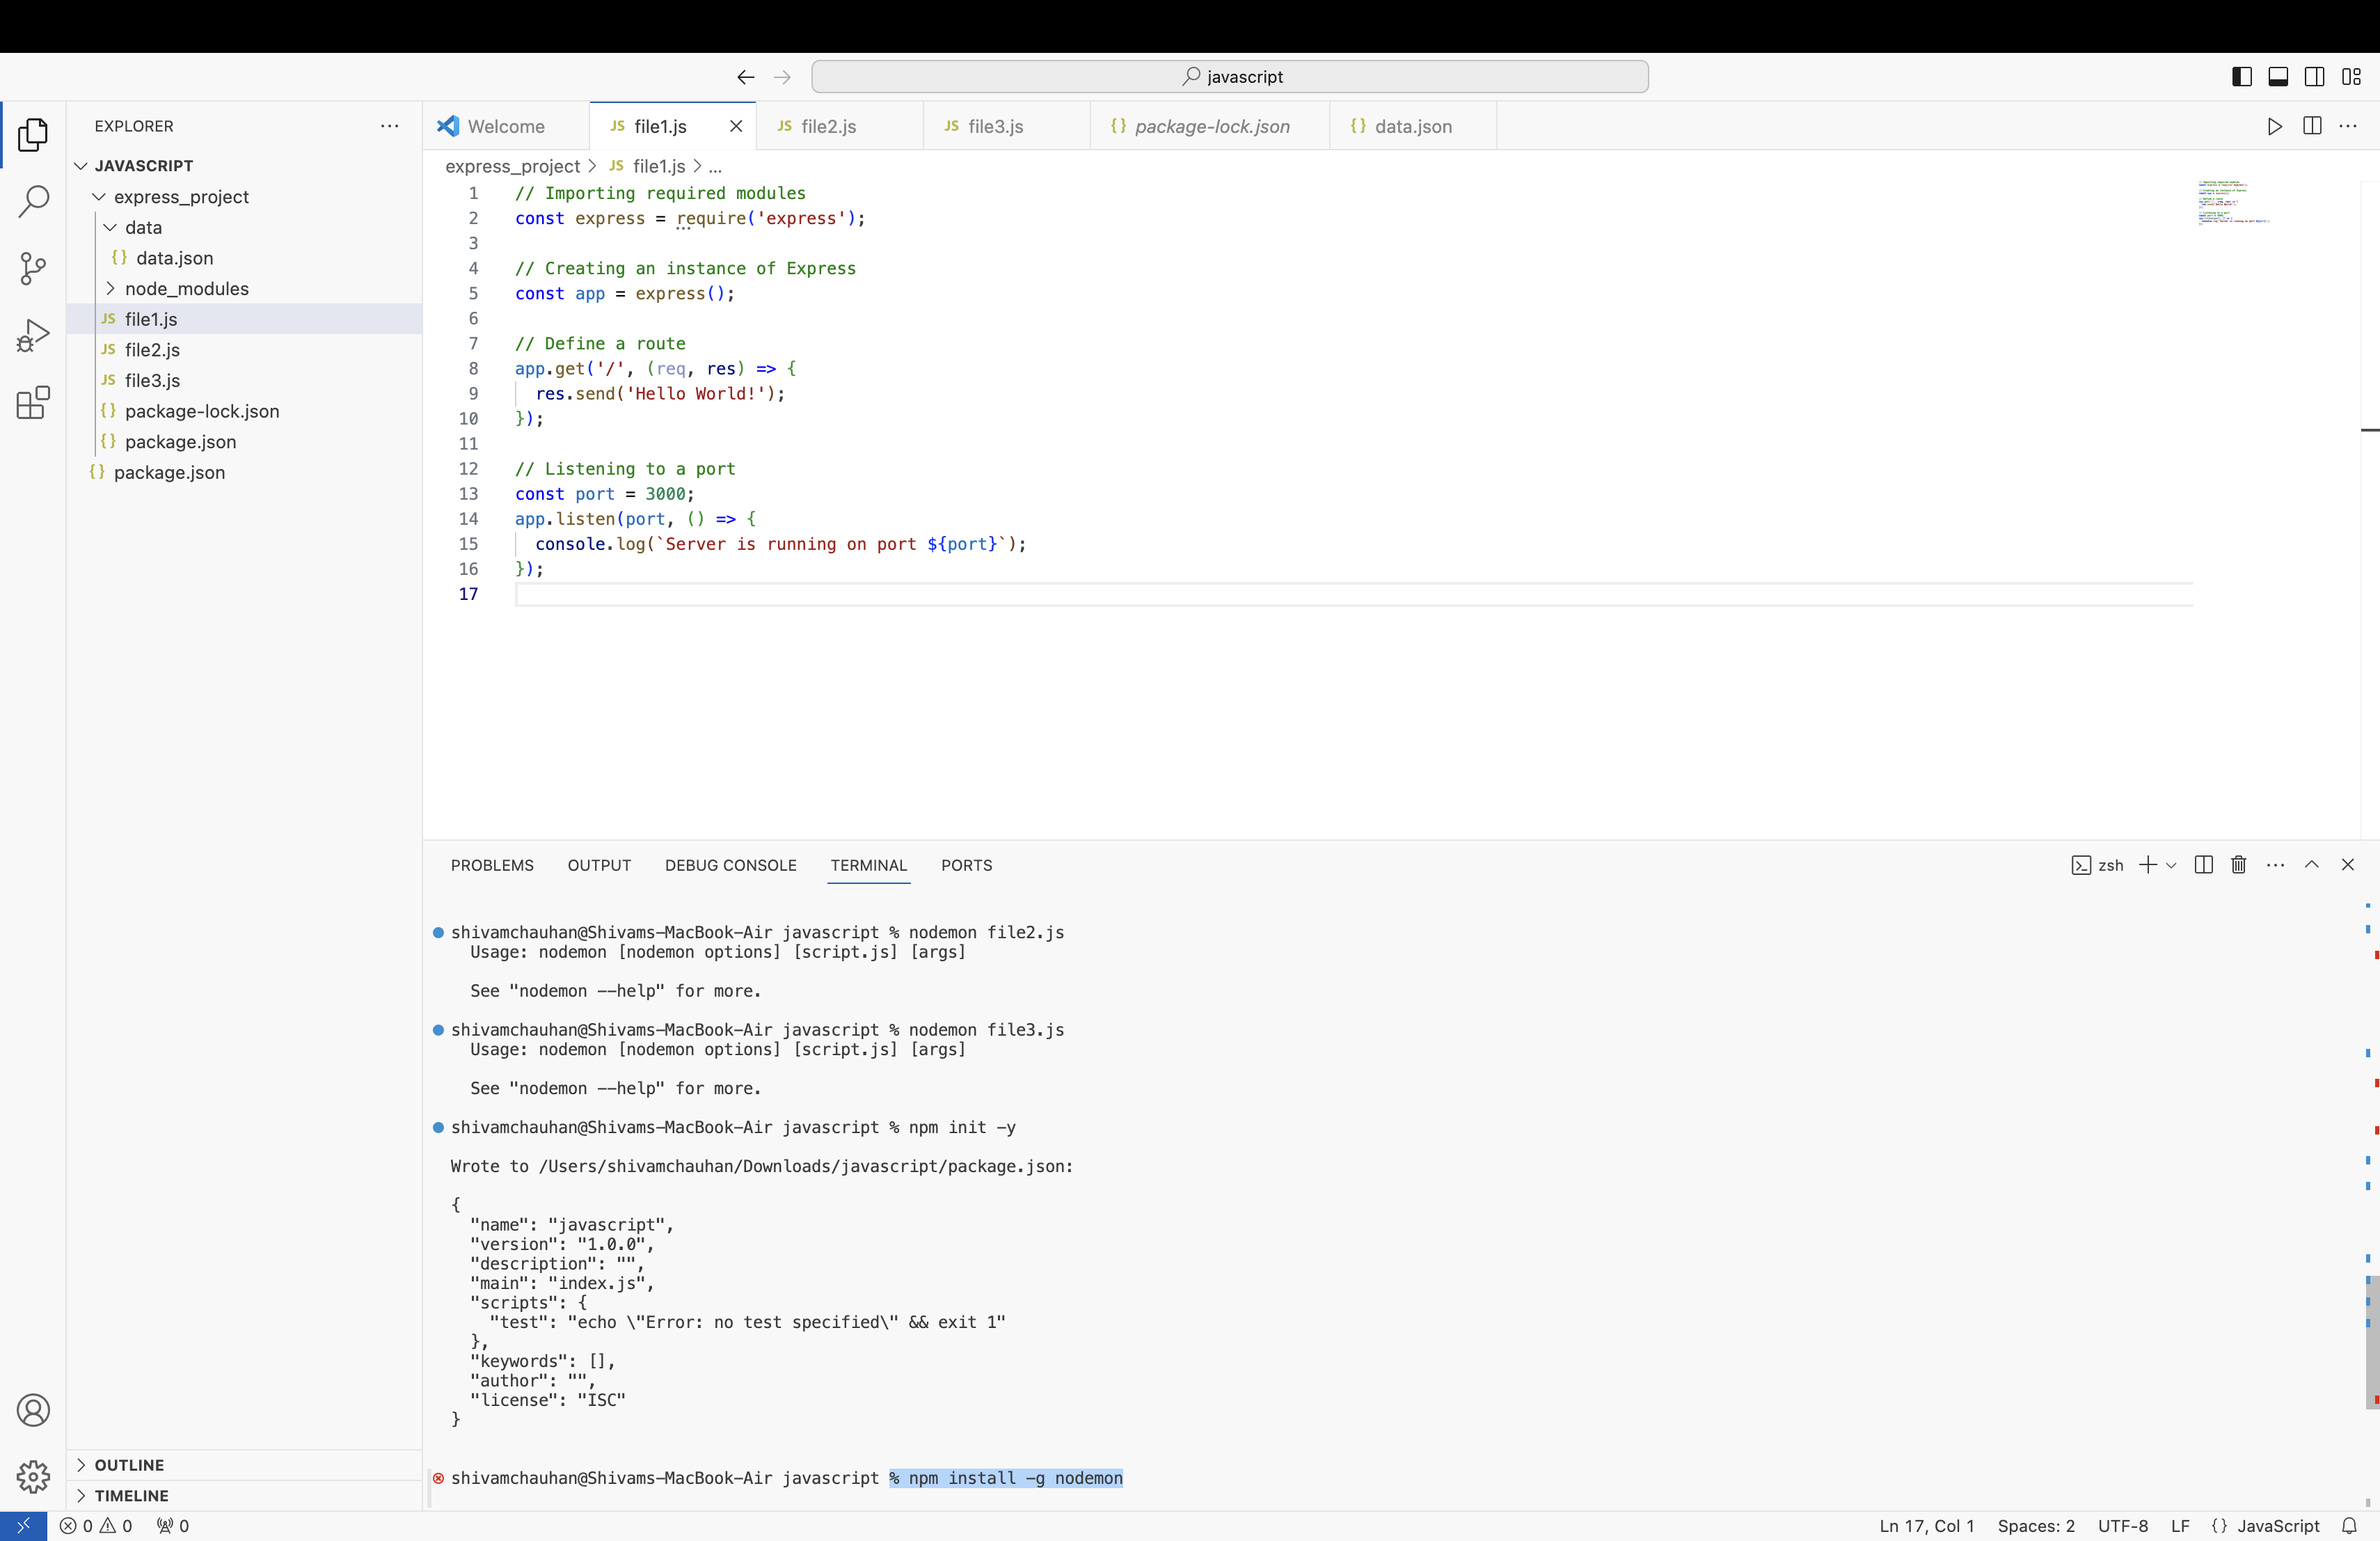 javascript
EXPLORER
JAVASCRIPT
express_project
data
{} data.json
node_modules
JS file1.js
JS file2.js
JS file3.js
{} package-lock.json
{} package.json
{} package.json
OUTLINE
TIMELINE
Welcome
JS file1.js
JS file2.js
JS file3.js
{} package-lock.json
{} data.json
express_project > JS file1.js > ...
1 // Importing required modules
2 const express = require('express');
3
4 // Creating an instance of Express
5 const app = express();
6
7 // Define a route
8 app.get('/', (req, res) => {
9 res.send('Hello World!');
10 });
11
12 // Listening to a port
13 const port = 3000;
14 app.listen(port, () => {
15 console.log(`Server is running on port ${port}`);
16 });
17
PROBLEMS OUTPUT DEBUG CONSOLE TERMINAL PORTS
zsh
shivamchauhan@Shivams-MacBook-Air javascript % nodemon file2.js
Usage: nodemon [nodemon options] [script.js] [args]
See "nodemon --help" for more.
shivamchauhan@Shivams-MacBook-Air javascript % nodemon file3.js
Usage: nodemon [nodemon options] [script.js] [args]
See "nodemon --help" for more.
shivamchauhan@Shivams-MacBook-Air javascript % npm init -y
Wrote to /Users/shivamchauhan/Downloads/javascript/package.json:
{
"name": "javascript",
"version": "1.0.0",
"description": "",
"main": "index.js",
"scripts": {
"test": "echo \"Error: no test specified\" && exit 1"
},
"keywords": [],
"author": "",
"license": "ISC"
}
shivamchauhan@Shivams-MacBook-Air javascript % npm install -g nodemon
0 0 0
Ln 17, Col 1 Spaces: 2 UTF-8 LF {} JavaScript